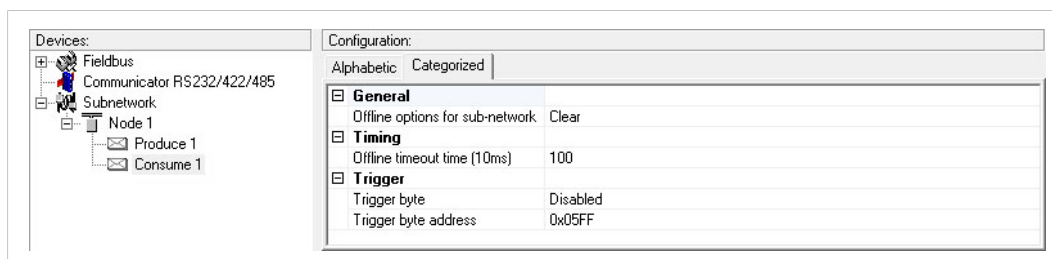 Devices:
Fieldbus
Communicator RS232/422/485
Subnetwork
Node 1
Produce 1
Consume 1
Configuration:
Alphabetic Categorized
General
Offline options for sub-network Clear
Timing
Offline timeout time (10ms) 100
Trigger
Trigger byte Disabled
Trigger byte address 0x05FF